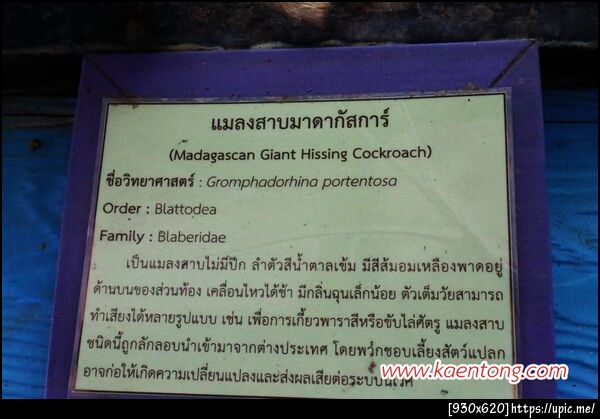 แมลงสาบมาดากัสการ์
(Madagascan Giant Hissing Cockroach)
ชื่อวิทยาศาสตร์ : Gromphadorhina portentosa
Order : Blattodea
Family : Blaberidae
เป็นแมลงสาบไม่มีปีก ลำตัวสีน้ำตาลเข้ม มีสีส้มอมเหลืองพาดอยู่
ด้านบนของส่วนท้อง เคลื่อนไหวได้ช้า มีกลิ่นฉุนเล็กน้อย ตัวเต็มวัยสามารถ
ทำเสียงได้หลายรูปแบบ เช่น เพื่อการเกี้ยวพาราสีหรือขับไล่ศัตรู แมลงสาบ
ชนิดนี้ถูกลักลอบนำเข้ามาจากต่างประเทศ โดยพวกชอบเลี้ยงสัตว์แปลก
อาจก่อให้เกิดความเปลี่ยนแปลงและส่งผลเสียต่อระบบนิเวศ
www.kaentong.com
[930x620]https://upic.me/